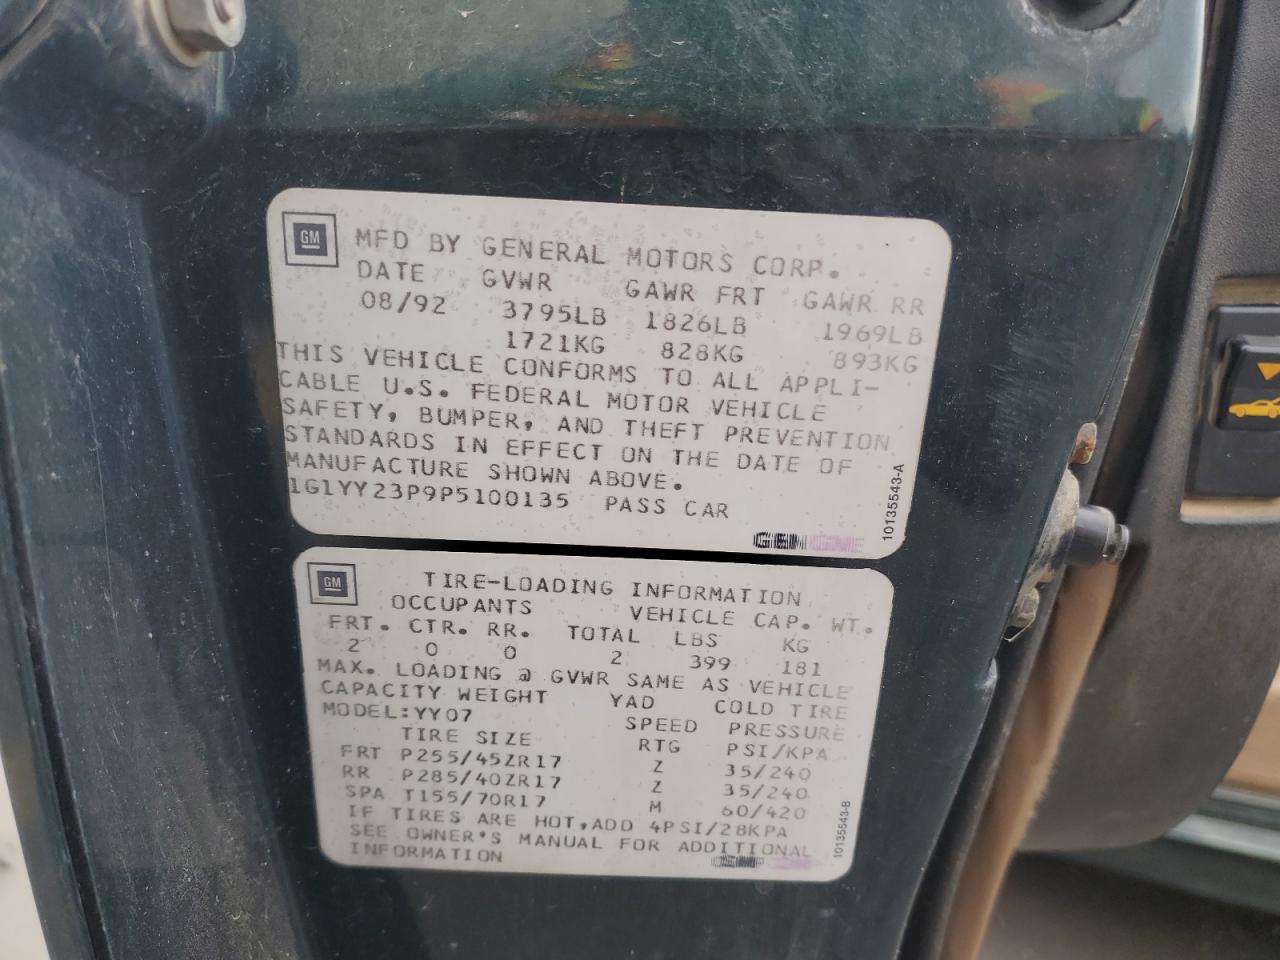 GM
MFD BY GENERAL MOTORS CORP.
DATE GVWR GAWR FRT GAWR RR
08/92 3795LB 1826LB 1969LB
1721KG 828KG 893KG
THIS VEHICLE CONFORMS TO ALL APPLI-
CABLE U.S. FEDERAL MOTOR VEHICLE
SAFETY, BUMPER, AND THEFT PREVENTION
STANDARDS IN EFFECT ON THE DATE OF
MANUFACTURE SHOWN ABOVE.
1G1YY23P9P5100135 PASS CAR
10135543-A
GM
TIRE-LOADING INFORMATION
OCCUPANTS VEHICLE CAP. WT.
FRT. CTR. RR. TOTAL LBS KG
2 0 0 2 399 181
MAX. LOADING @ GVWR SAME AS VEHICLE
CAPACITY WEIGHT YAD COLD TIRE
MODEL:YY07 SPEED PRESSURE
TIRE SIZE RTG PSI/KPA
FRT P255/45ZR17 Z 35/240
RR P285/40ZR17 Z 35/240
SPA T155/70R17 M 60/420
IF TIRES ARE HOT,ADD 4PSI/28KPA
SEE OWNER'S MANUAL FOR ADDITIONAL
INFORMATION
10135543-B